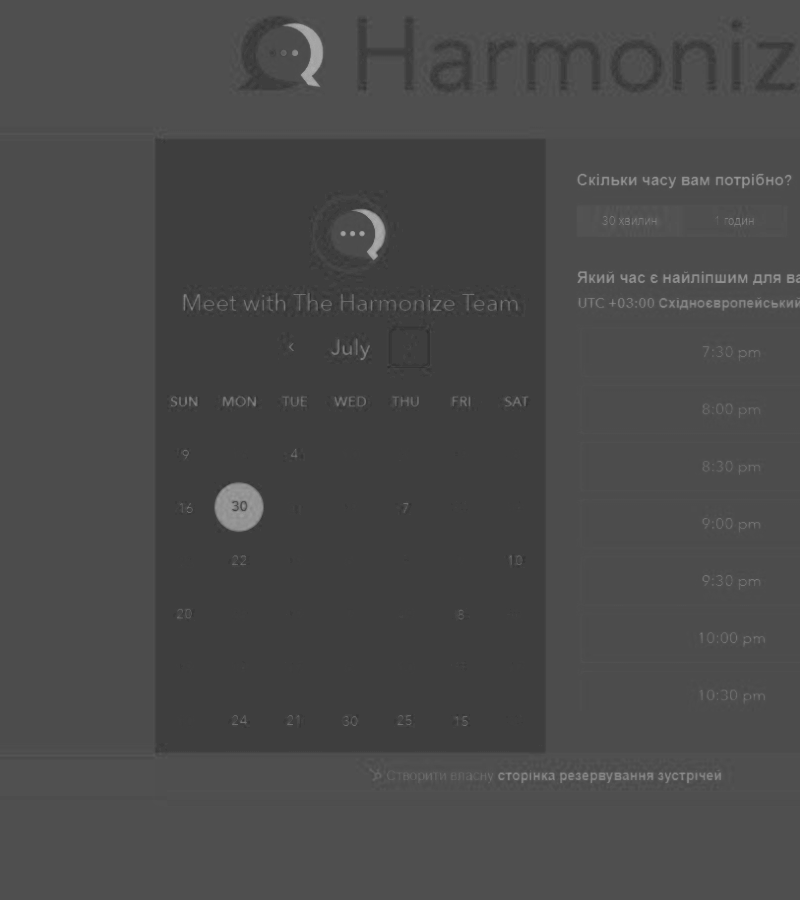 Harmoniz
Meet with The Harmonize Team
July
SUN MON TUE WED THU FRI SAT
9 4
16 30 7
22 18
28 8
24 21 30 25 15
Скільки часу вам потрібно?
30 хвилин 1 годин
Який час є найліпшим для ва
UTC +03:00 Східноєвропейський
7:30 pm
8:00 pm
8:30 pm
9:00 pm
9:30 pm
10:00 pm
10:30 pm
Створити власну сторінка резервування зустрічей